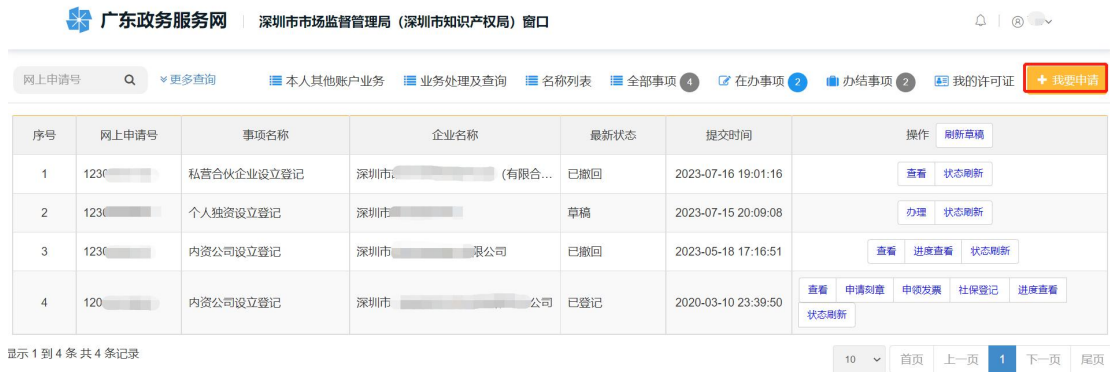 广东政务服务网 深圳市市场监督管理局（深圳市知识产权局）窗口
网上申请号 更多查询 本人其他账户业务 业务处理及查询 名称列表 全部事项 4 在办事项 2 办结事项 2 我的许可证 + 我要申请
序号 网上申请号 事项名称 企业名称 最新状态 提交时间 操作 刷新草稿
1 123 私营合伙企业设立登记 深圳市 (有限合... 已撤回 2023-07-16 19:01:16 查看 状态刷新
2 123 个人独资设立登记 深圳市 草稿 2023-07-15 20:09:08 办理 状态刷新
3 123 内资公司设立登记 深圳市 限公司 已撤回 2023-05-18 17:16:51 查看 进度查看 状态刷新
4 120 内资公司设立登记 深圳市 公司 已登记 2020-03-10 23:39:50 查看 申请刻章 申领发票 社保登记 进度查看
状态刷新
显示 1 到 4 条 共 4 条记录 10 首页 上一页 1 下一页 尾页